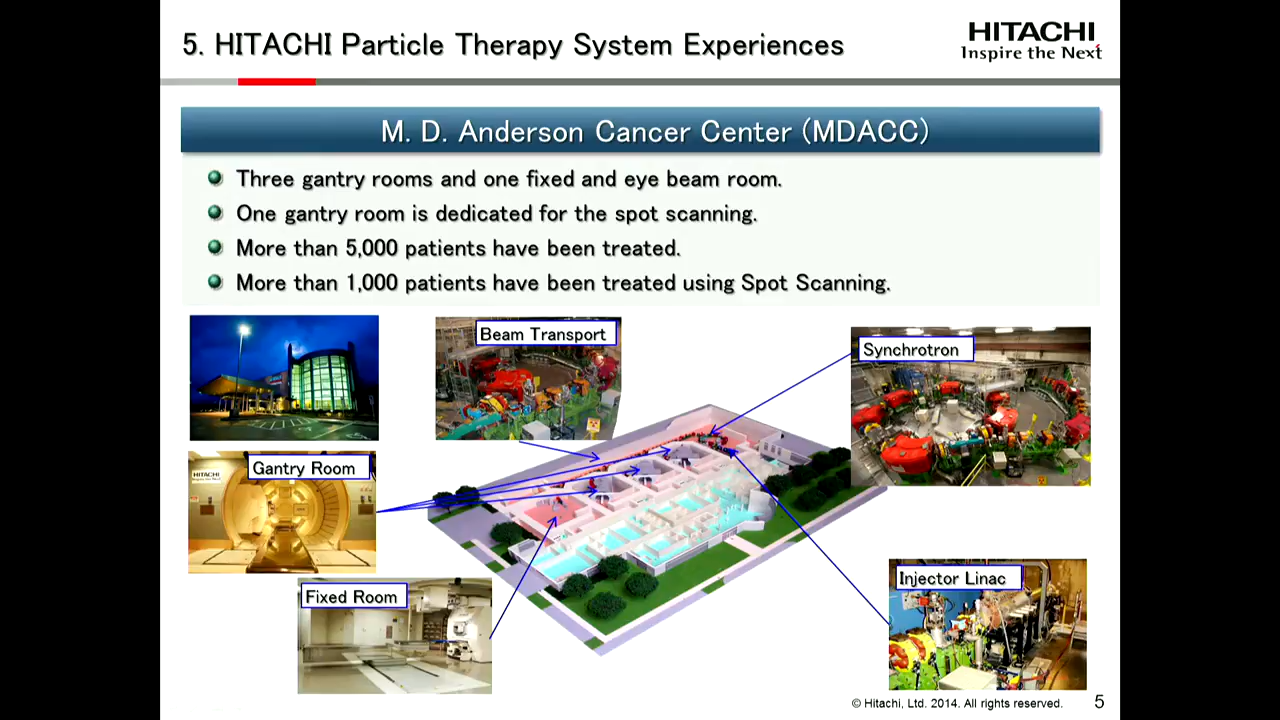 5. HITACHI Particle Therapy System Experiences
HITACHI
Inspire the Next
M. D. Anderson Cancer Center (MDACC)
Three gantry rooms and one fixed and eye beam room.
One gantry room is dedicated for the spot scanning.
More than 5,000 patients have been treated.
More than 1,000 patients have been treated using Spot Scanning.
Beam Transport
Synchrotron
Gantry Room
HITACHI
Fixed Room
Injector Linac
© Hitachi, Ltd. 2014. All rights reserved.
5